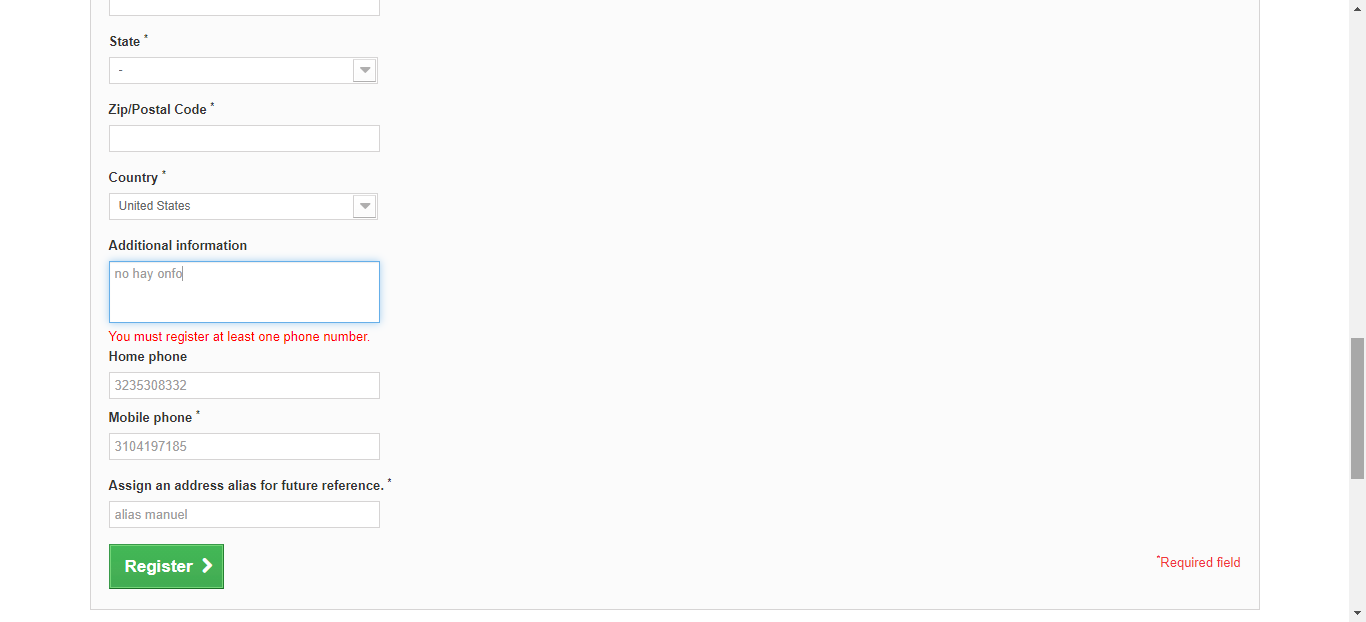 State *
-
Zip/Postal Code *
Country *
United States
Additional information
no hay onfo
You must register at least one phone number.
Home phone
3235308332
Mobile phone *
3104197185
Assign an address alias for future reference. *
alias manuel
Register
*Required field